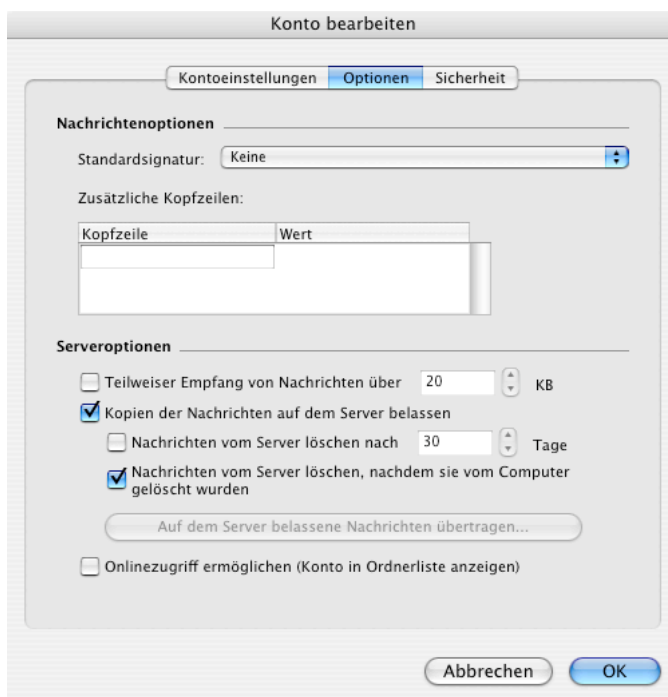 Konto bearbeiten
Kontoeinstellungen Optionen Sicherheit
Nachrichtenoptionen
Standardsignatur: Keine
Zusätzliche Kopfzeilen:
Kopfzeile Wert
Serveroptionen
Teilweiser Empfang von Nachrichten über 20 KB
Kopien der Nachrichten auf dem Server belassen
Nachrichten vom Server löschen nach 30 Tage
Nachrichten vom Server löschen, nachdem sie vom Computer
gelöscht wurden
Auf dem Server belassene Nachrichten übertragen...
Onlinezugriff ermöglichen (Konto in Ordnerliste anzeigen)
Abbrechen OK